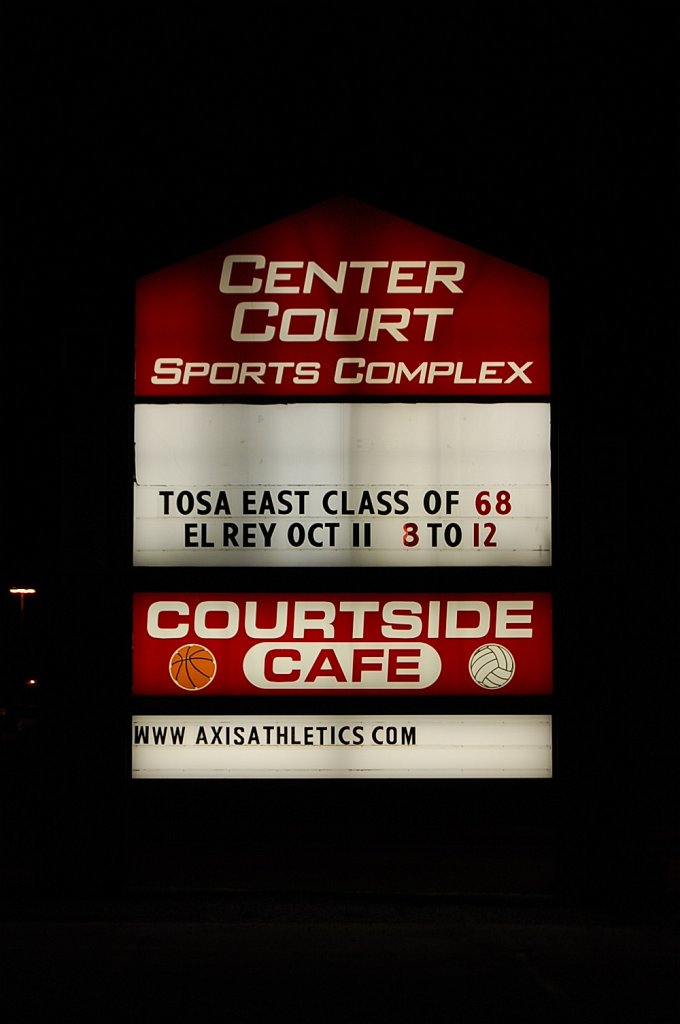 CENTER
COURT
SPORTS COMPLEX
TOSA EAST CLASS OF 68
EL REY OCT 11 8 TO 12
COURTSIDE
CAFE
WWW AXISATHLETICS COM